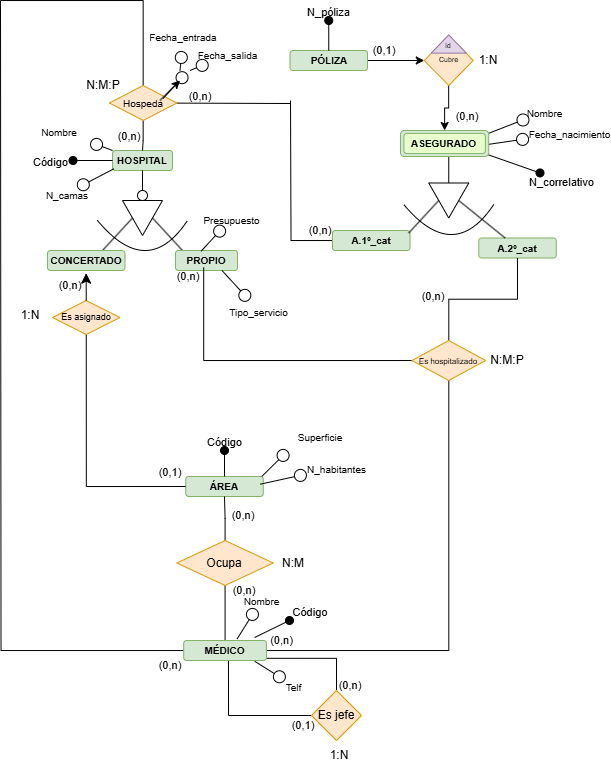 N_póliza
Fecha_entrada
Fecha_salida
PÓLIZA
(0,1)
id
Cubre
1:N
N:M:P
Hospeda
(0,n)
(0,n)
Nombre
ASEGURADO
Fecha_nacimiento
(0,n)
Nombre
Código
HOSPITAL
N_camas
N_correlativo
Presupuesto
(0,n)
A.1º_cat
A.2º_cat
CONCERTADO
PROPIO
(0,n)
(0,n)
Tipo_servicio
(0,n)
1:N
Es asignado
Es hospitalizado
N:M:P
Código
Superficie
(0,1)
N_habitantes
ÁREA
(0,n)
Ocupa
N:M
(0,n)
Nombre
Código
(0,n)
MÉDICO
(0,n)
Telf
(0,n)
Es jefe
(0,1)
1:N